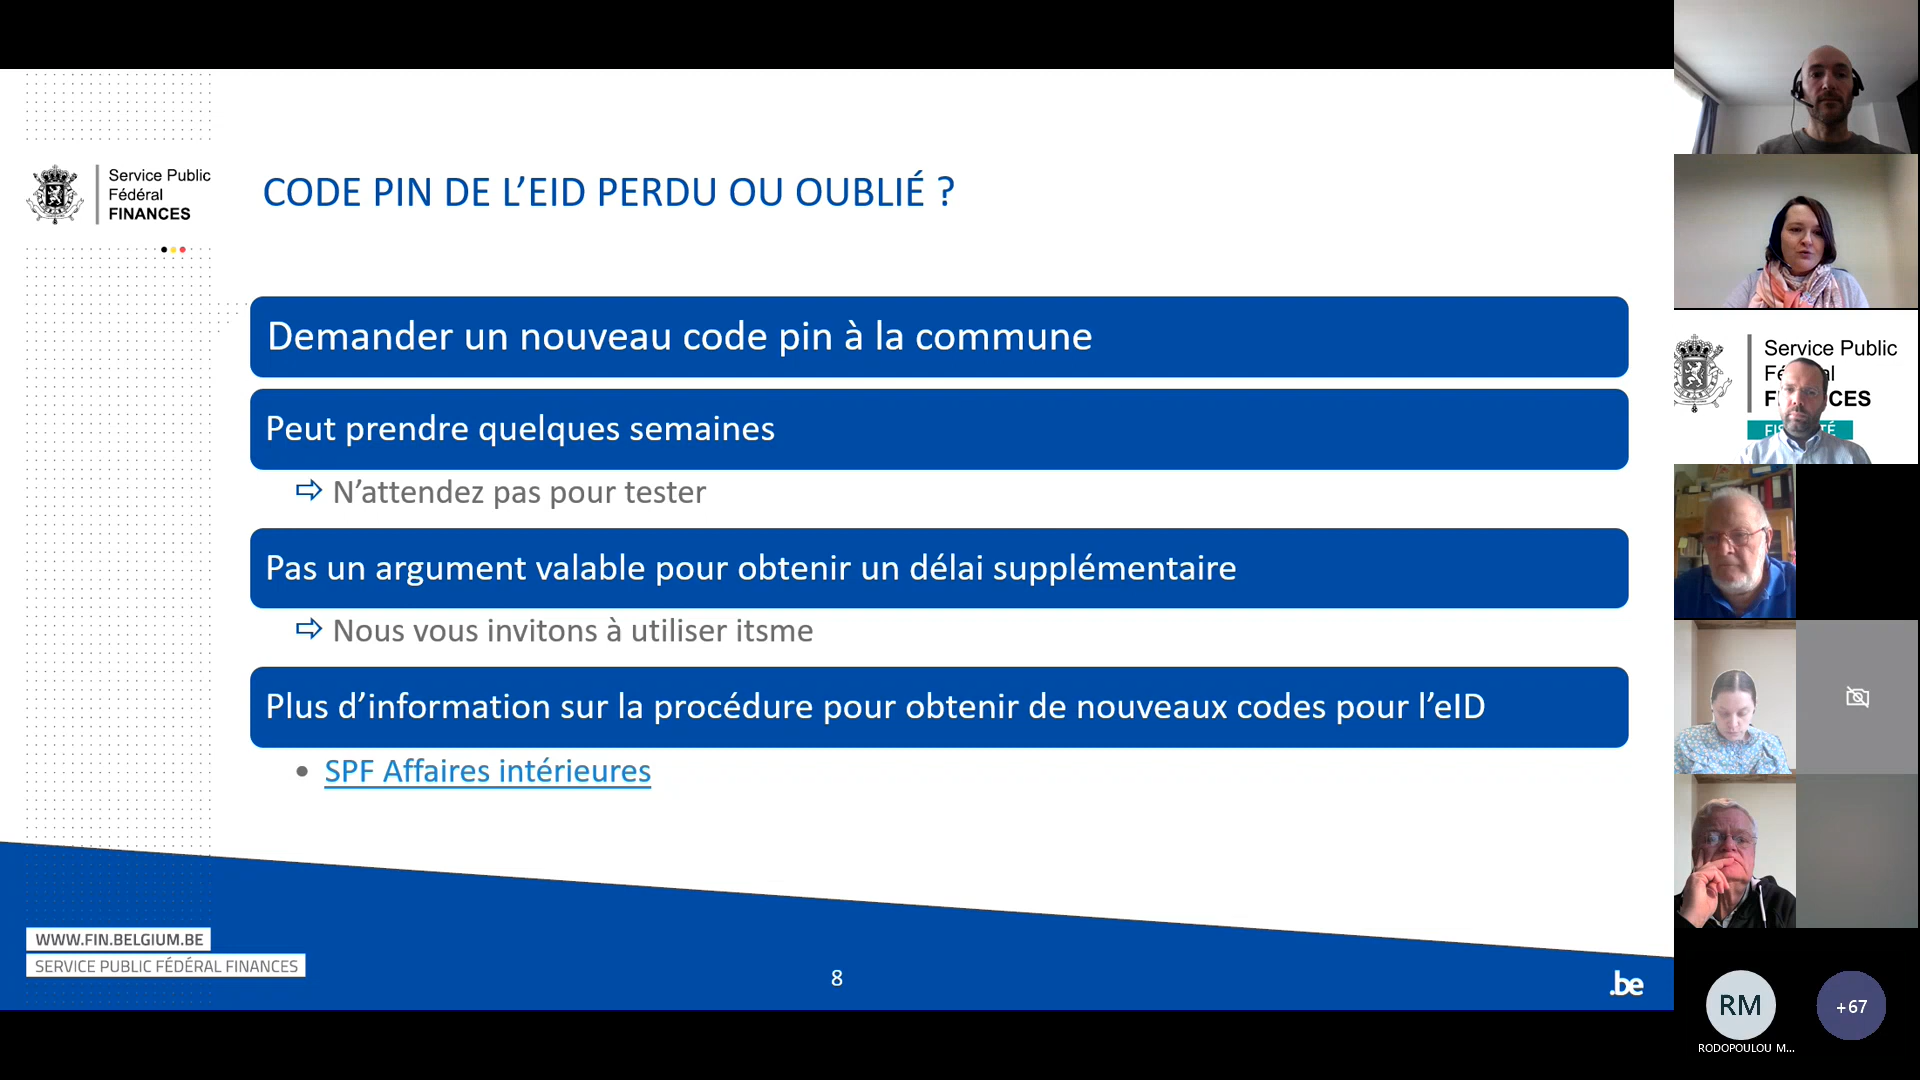 Service Public
Fédéral
FINANCES
CODE PIN DE L’EID PERDU OU OUBLIÉ ?
Demander un nouveau code pin à la commune
Peut prendre quelques semaines
⇨ N’attendez pas pour tester
Pas un argument valable pour obtenir un délai supplémentaire
⇨ Nous vous invitons à utiliser itsme
Plus d’information sur la procédure pour obtenir de nouveaux codes pour l’eID
• SPF Affaires intérieures
WWW.FIN.BELGIUM.BE
SERVICE PUBLIC FÉDÉRAL FINANCES
8
.be
Service Public
RM
+67
RODOPOULOU M...